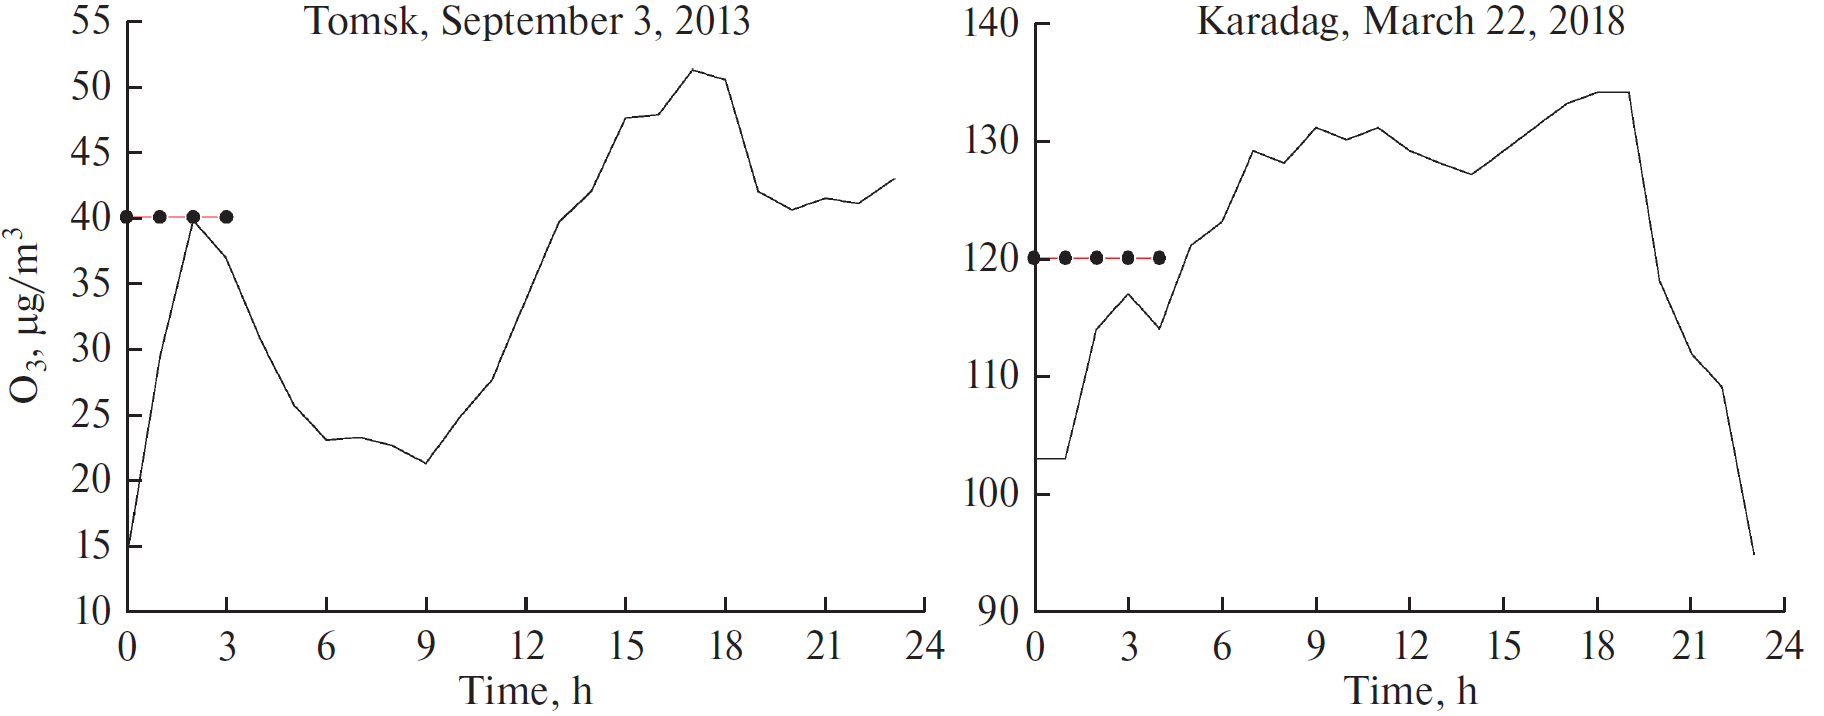 Tomsk, September 3, 2013
55
50
45
40
35
30
25
20
15
10
O3, μg/m3
0 3 6 9 12 15 18 21 24
Time, h
Karadag, March 22, 2018
140
130
120
110
100
90
0 3 6 9 12 15 18 21 24
Time, h